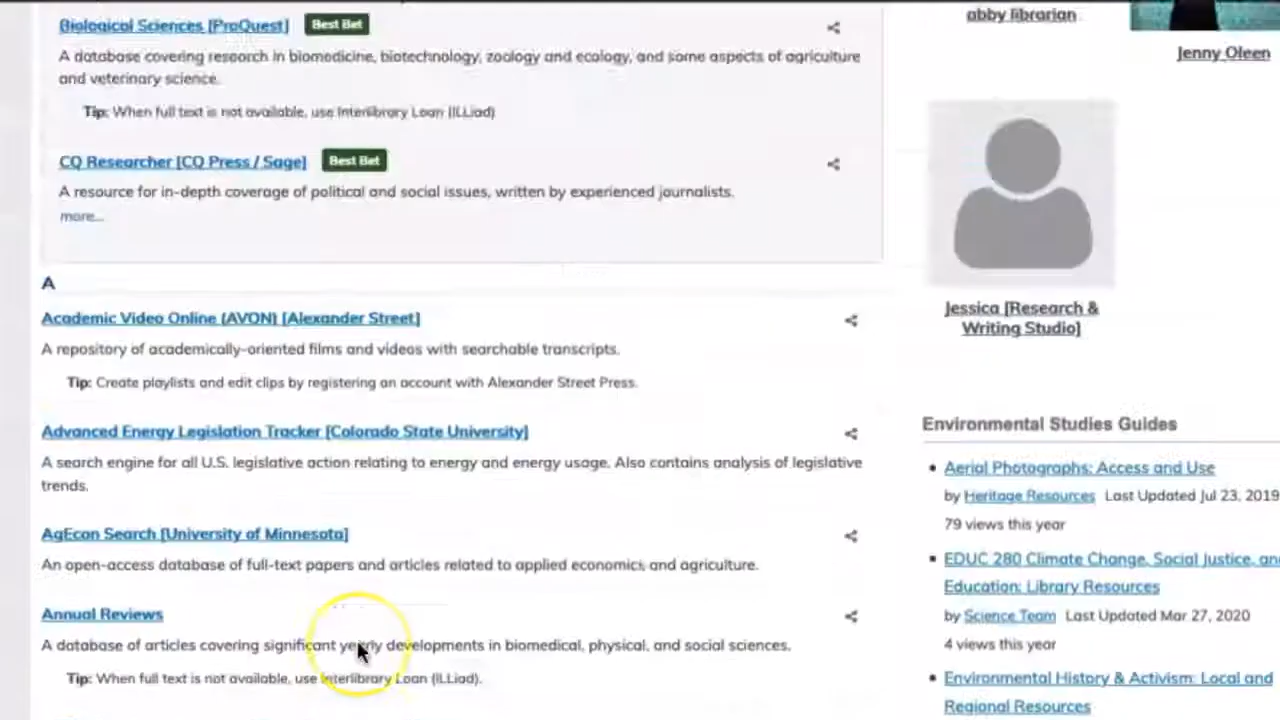 Biological Sciences [ProQuest] Best Bet
A database covering research in biomedicine, biotechnology, zoology and ecology, and some aspects of agriculture
and veterinary science.
Tip: When full text is not available, use Interlibrary Loan (ILLiad)
CQ Researcher [CQ Press / Sage] Best Bet
A resource for in-depth coverage of political and social issues, written by experienced journalists.
more...
A
Academic Video Online (AVON) [Alexander Street]
A repository of academically-oriented films and videos with searchable transcripts.
Tip: Create playlists and edit clips by registering an account with Alexander Street Press.
Advanced Energy Legislation Tracker [Colorado State University]
A search engine for all U.S. legislative action relating to energy and energy usage. Also contains analysis of legislative
trends.
AgEcon Search [University of Minnesota]
An open-access database of full-text papers and articles related to applied economics and agriculture.
Annual Reviews
A database of articles covering significant yearly developments in biomedical, physical, and social sciences.
Tip: When full text is not available, use Interlibrary Loan (ILLiad).
abby librarian
Jenny Oleen
Jessica [Research &
Writing Studio]
Environmental Studies Guides
Aerial Photographs: Access and Use
by Heritage Resources Last Updated Jul 23, 2019
79 views this year
EDUC 280 Climate Change, Social Justice, an
Education: Library Resources
by Science Team Last Updated Mar 27, 2020
4 views this year
Environmental History & Activism: Local and
Regional Resources